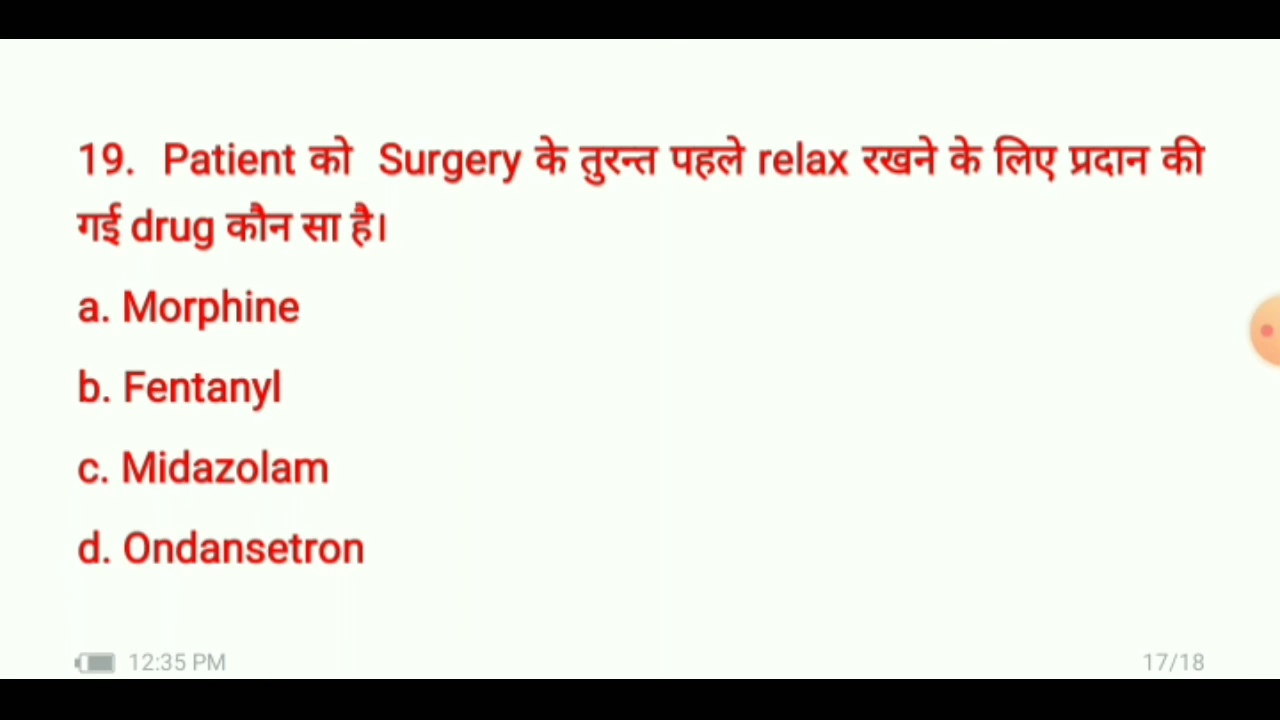 19. Patient को Surgery के तुरन्त पहले relax रखने के लिए प्रदान की
गई drug कौन सा है।
a. Morphine
b. Fentanyl
c. Midazolam
d. Ondansetron
12:35 PM
17/18